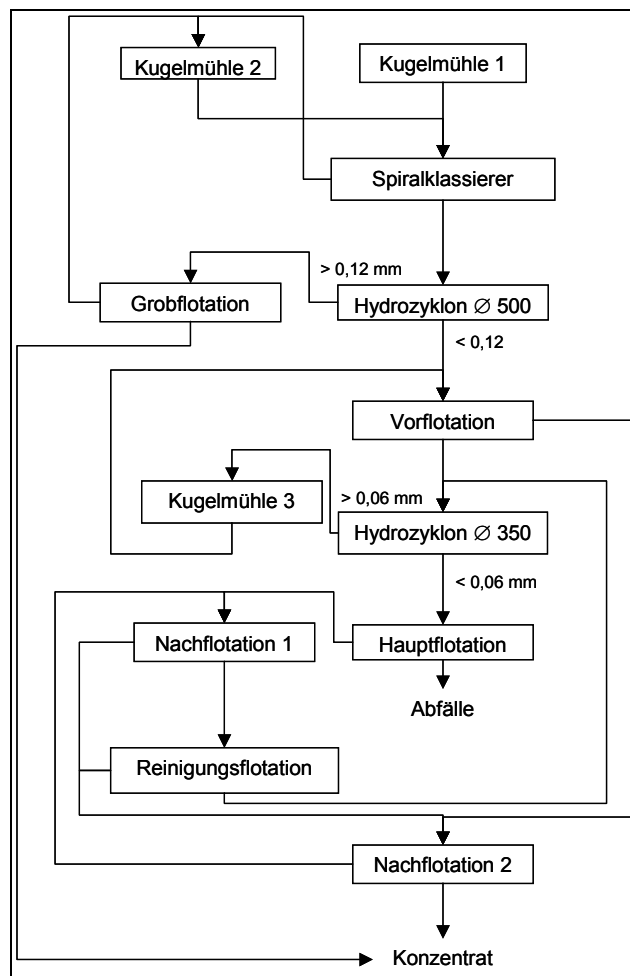 Kugelmühle 2
Kugelmühle 1
Spiralklassierer
> 0,12 mm
Grobflotation
Hydrozyklon ∅ 500
< 0,12
Vorflotation
Kugelmühle 3
> 0,06 mm
Hydrozyklon ∅ 350
< 0,06 mm
Nachflotation 1
Hauptflotation
Abfälle
Reinigungsflotation
Nachflotation 2
Konzentrat